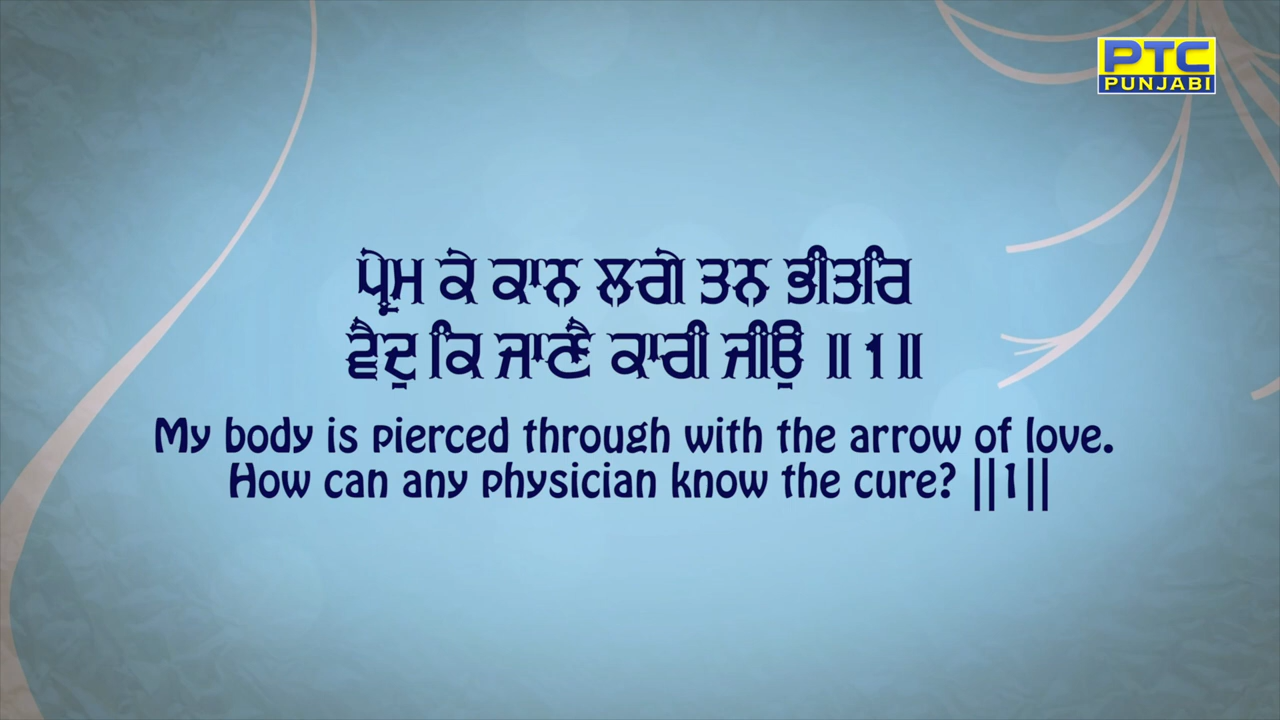 PTC
PUNJABI
ਪ੍ਰੇਮ ਕੇ ਕਾਨ ਲਗੇ ਤਨ ਭੀਤਰਿ
ਵੈਦੁ ਕਿ ਜਾਣੈ ਕਾਰੀ ਜੀਉ ॥1॥
My body is pierced through with the arrow of love.
How can any physician know the cure? ||1||